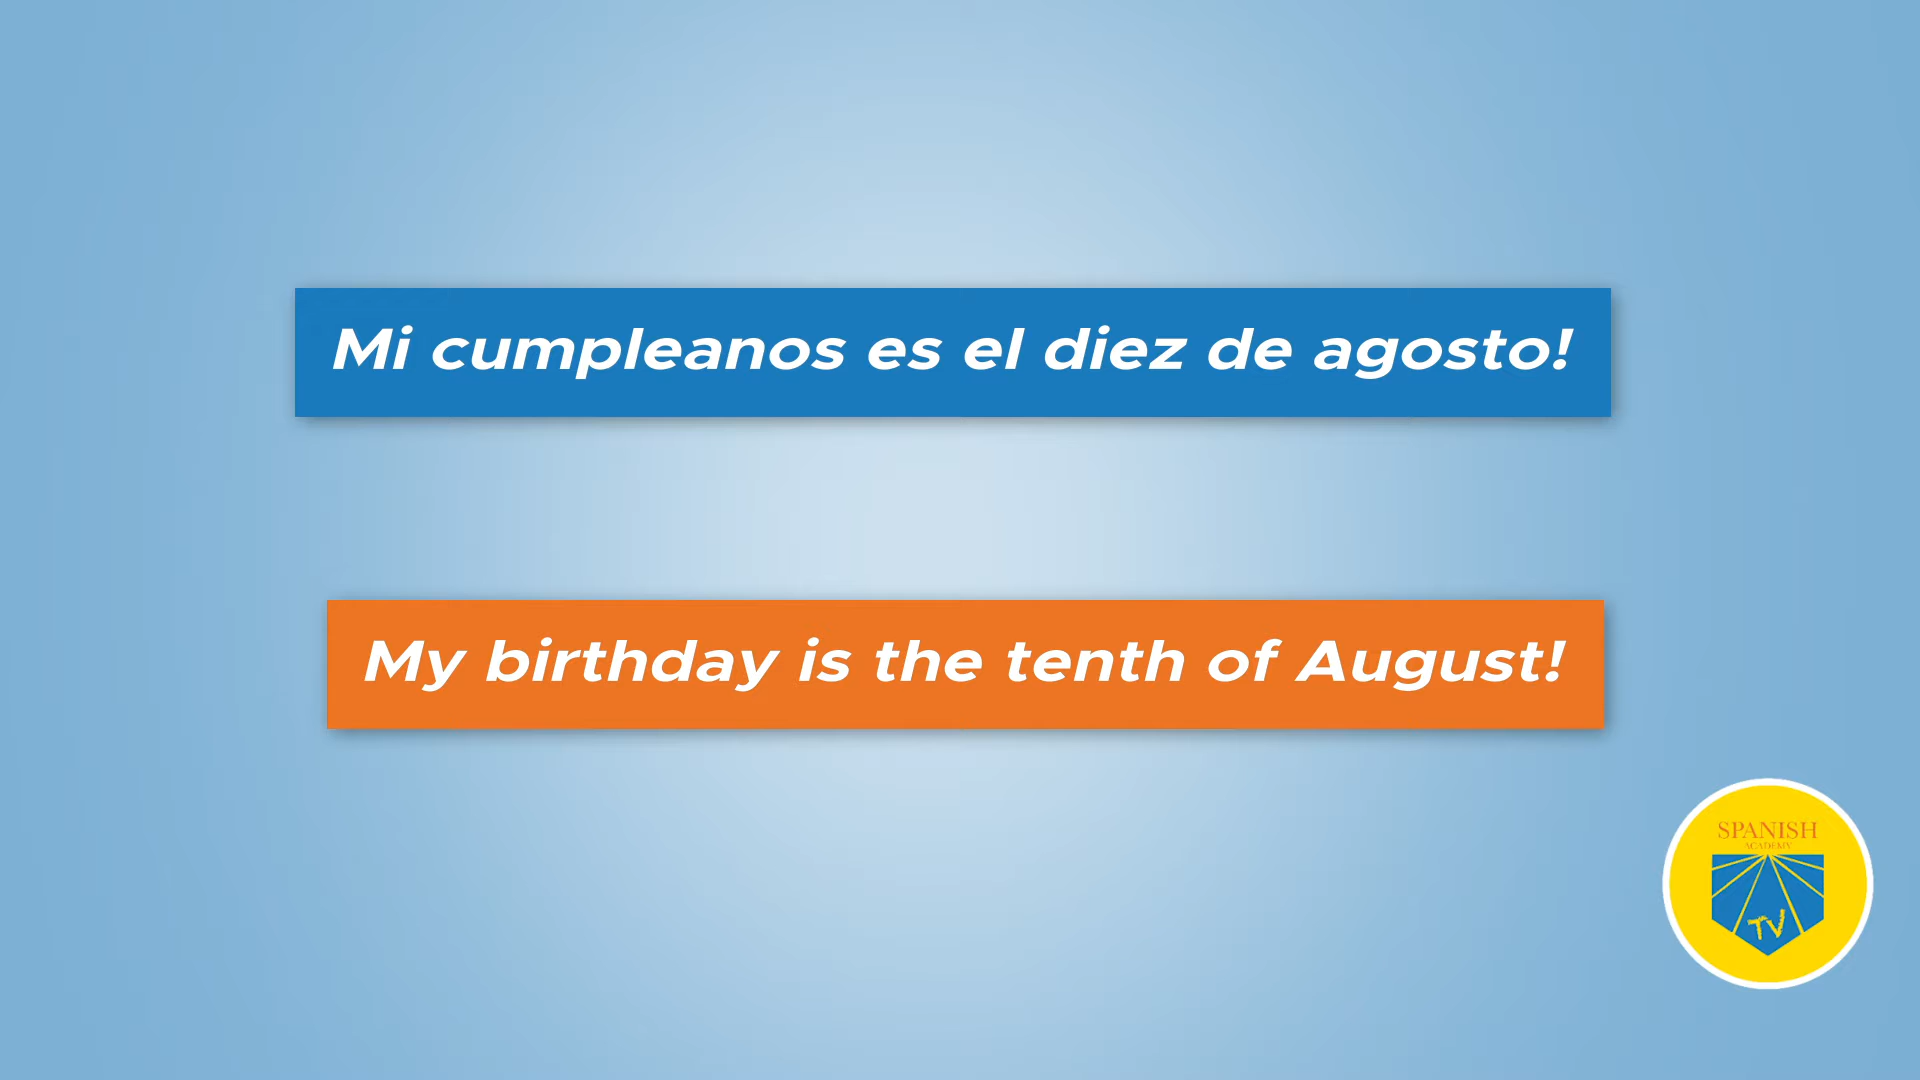 Mi cumpleanos es el diez de agosto!
My birthday is the tenth of August!
SPANISH
ACADEMY
TV